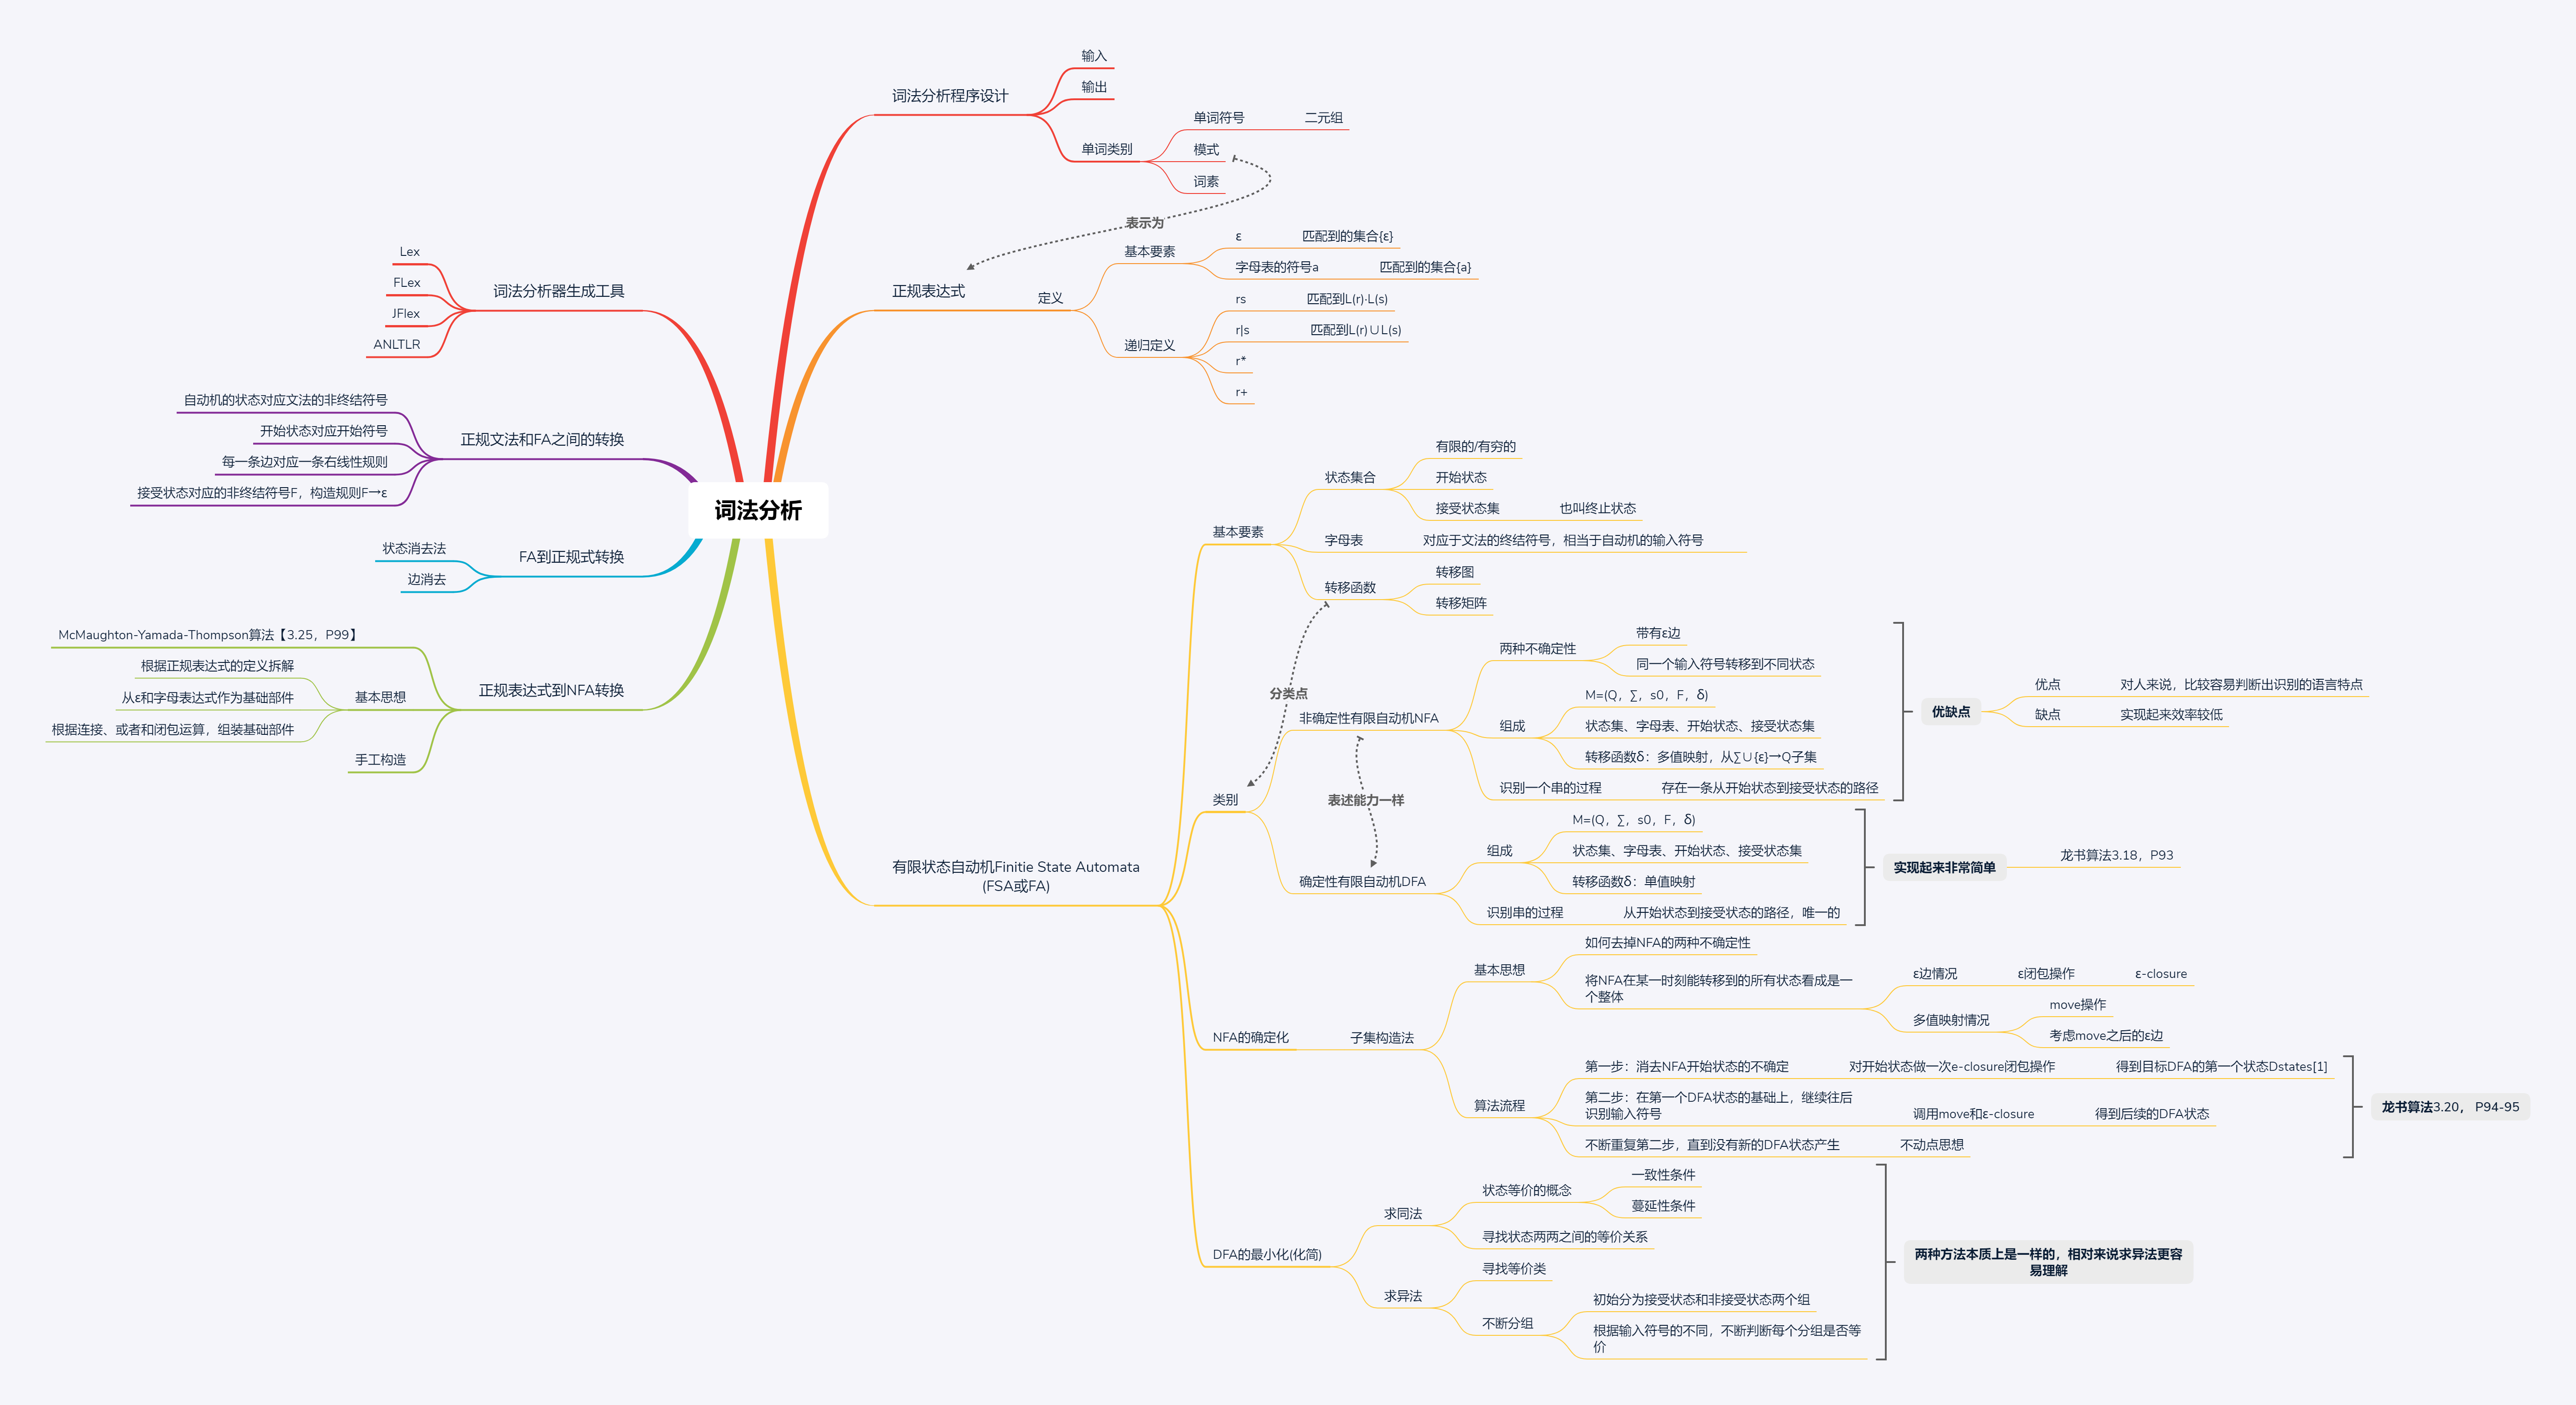 词法分析
词法分析程序设计
输入
输出
单词类别
单词符号
二元组
模式
词素
表示为
正规表达式
定义
基本要素
ε
匹配到的集合{ε}
字母表的符号a
匹配到的集合{a}
递归定义
rs
匹配到L(r)·L(s)
r|s
匹配到L(r)∪L(s)
r*
r+
有限状态自动机Finitie State Automata
(FSA或FA)
基本要素
状态集合
有限的/有穷的
开始状态
接受状态集
也叫终止状态
字母表
对应于文法的终结符号，相当于自动机的输入符号
转移函数
转移图
转移矩阵
分类点
类别
非确定性有限自动机NFA
两种不确定性
带有ε边
同一个输入符号转移到不同状态
组成
M=(Q，∑，s0，F，δ)
状态集、字母表、开始状态、接受状态集
转移函数δ：多值映射，从∑∪{ε}→Q子集
识别一个串的过程
存在一条从开始状态到接受状态的路径
优缺点
优点
对人来说，比较容易判断出识别的语言特点
缺点
实现起来效率较低
表述能力一样
确定性有限自动机DFA
组成
M=(Q，∑，s0，F，δ)
状态集、字母表、开始状态、接受状态集
转移函数δ：单值映射
识别串的过程
从开始状态到接受状态的路径，唯一的
实现起来非常简单
龙书算法3.18，P93
NFA的确定化
子集构造法
基本思想
如何去掉NFA的两种不确定性
将NFA在某一时刻能转移到的所有状态看成是一
个整体
ε边情况
ε闭包操作
ε-closure
多值映射情况
move操作
考虑move之后的ε边
算法流程
第一步：消去NFA开始状态的不确定
对开始状态做一次e-closure闭包操作
得到目标DFA的第一个状态Dstates[1]
第二步：在第一个DFA状态的基础上，继续往后
识别输入符号
调用move和ε-closure
得到后续的DFA状态
不断重复第二步，直到没有新的DFA状态产生
不动点思想
龙书算法3.20， P94-95
DFA的最小化(化简)
求同法
状态等价的概念
一致性条件
蔓延性条件
寻找状态两两之间的等价关系
求异法
寻找等价类
不断分组
初始分为接受状态和非接受状态两个组
根据输入符号的不同，不断判断每个分组是否等
价
两种方法本质上是一样的，相对来说求异法更容
易理解
词法分析器生成工具
Lex
FLex
JFlex
ANLTLR
正规文法和FA之间的转换
自动机的状态对应文法的非终结符号
开始状态对应开始符号
每一条边对应一条右线性规则
接受状态对应的非终结符号F，构造规则F→ε
FA到正规式转换
状态消去法
边消去
正规表达式到NFA转换
McMaughton-Yamada-Thompson算法【3.25，P99】
基本思想
根据正规表达式的定义拆解
从ε和字母表达式作为基础部件
根据连接、或者和闭包运算，组装基础部件
手工构造